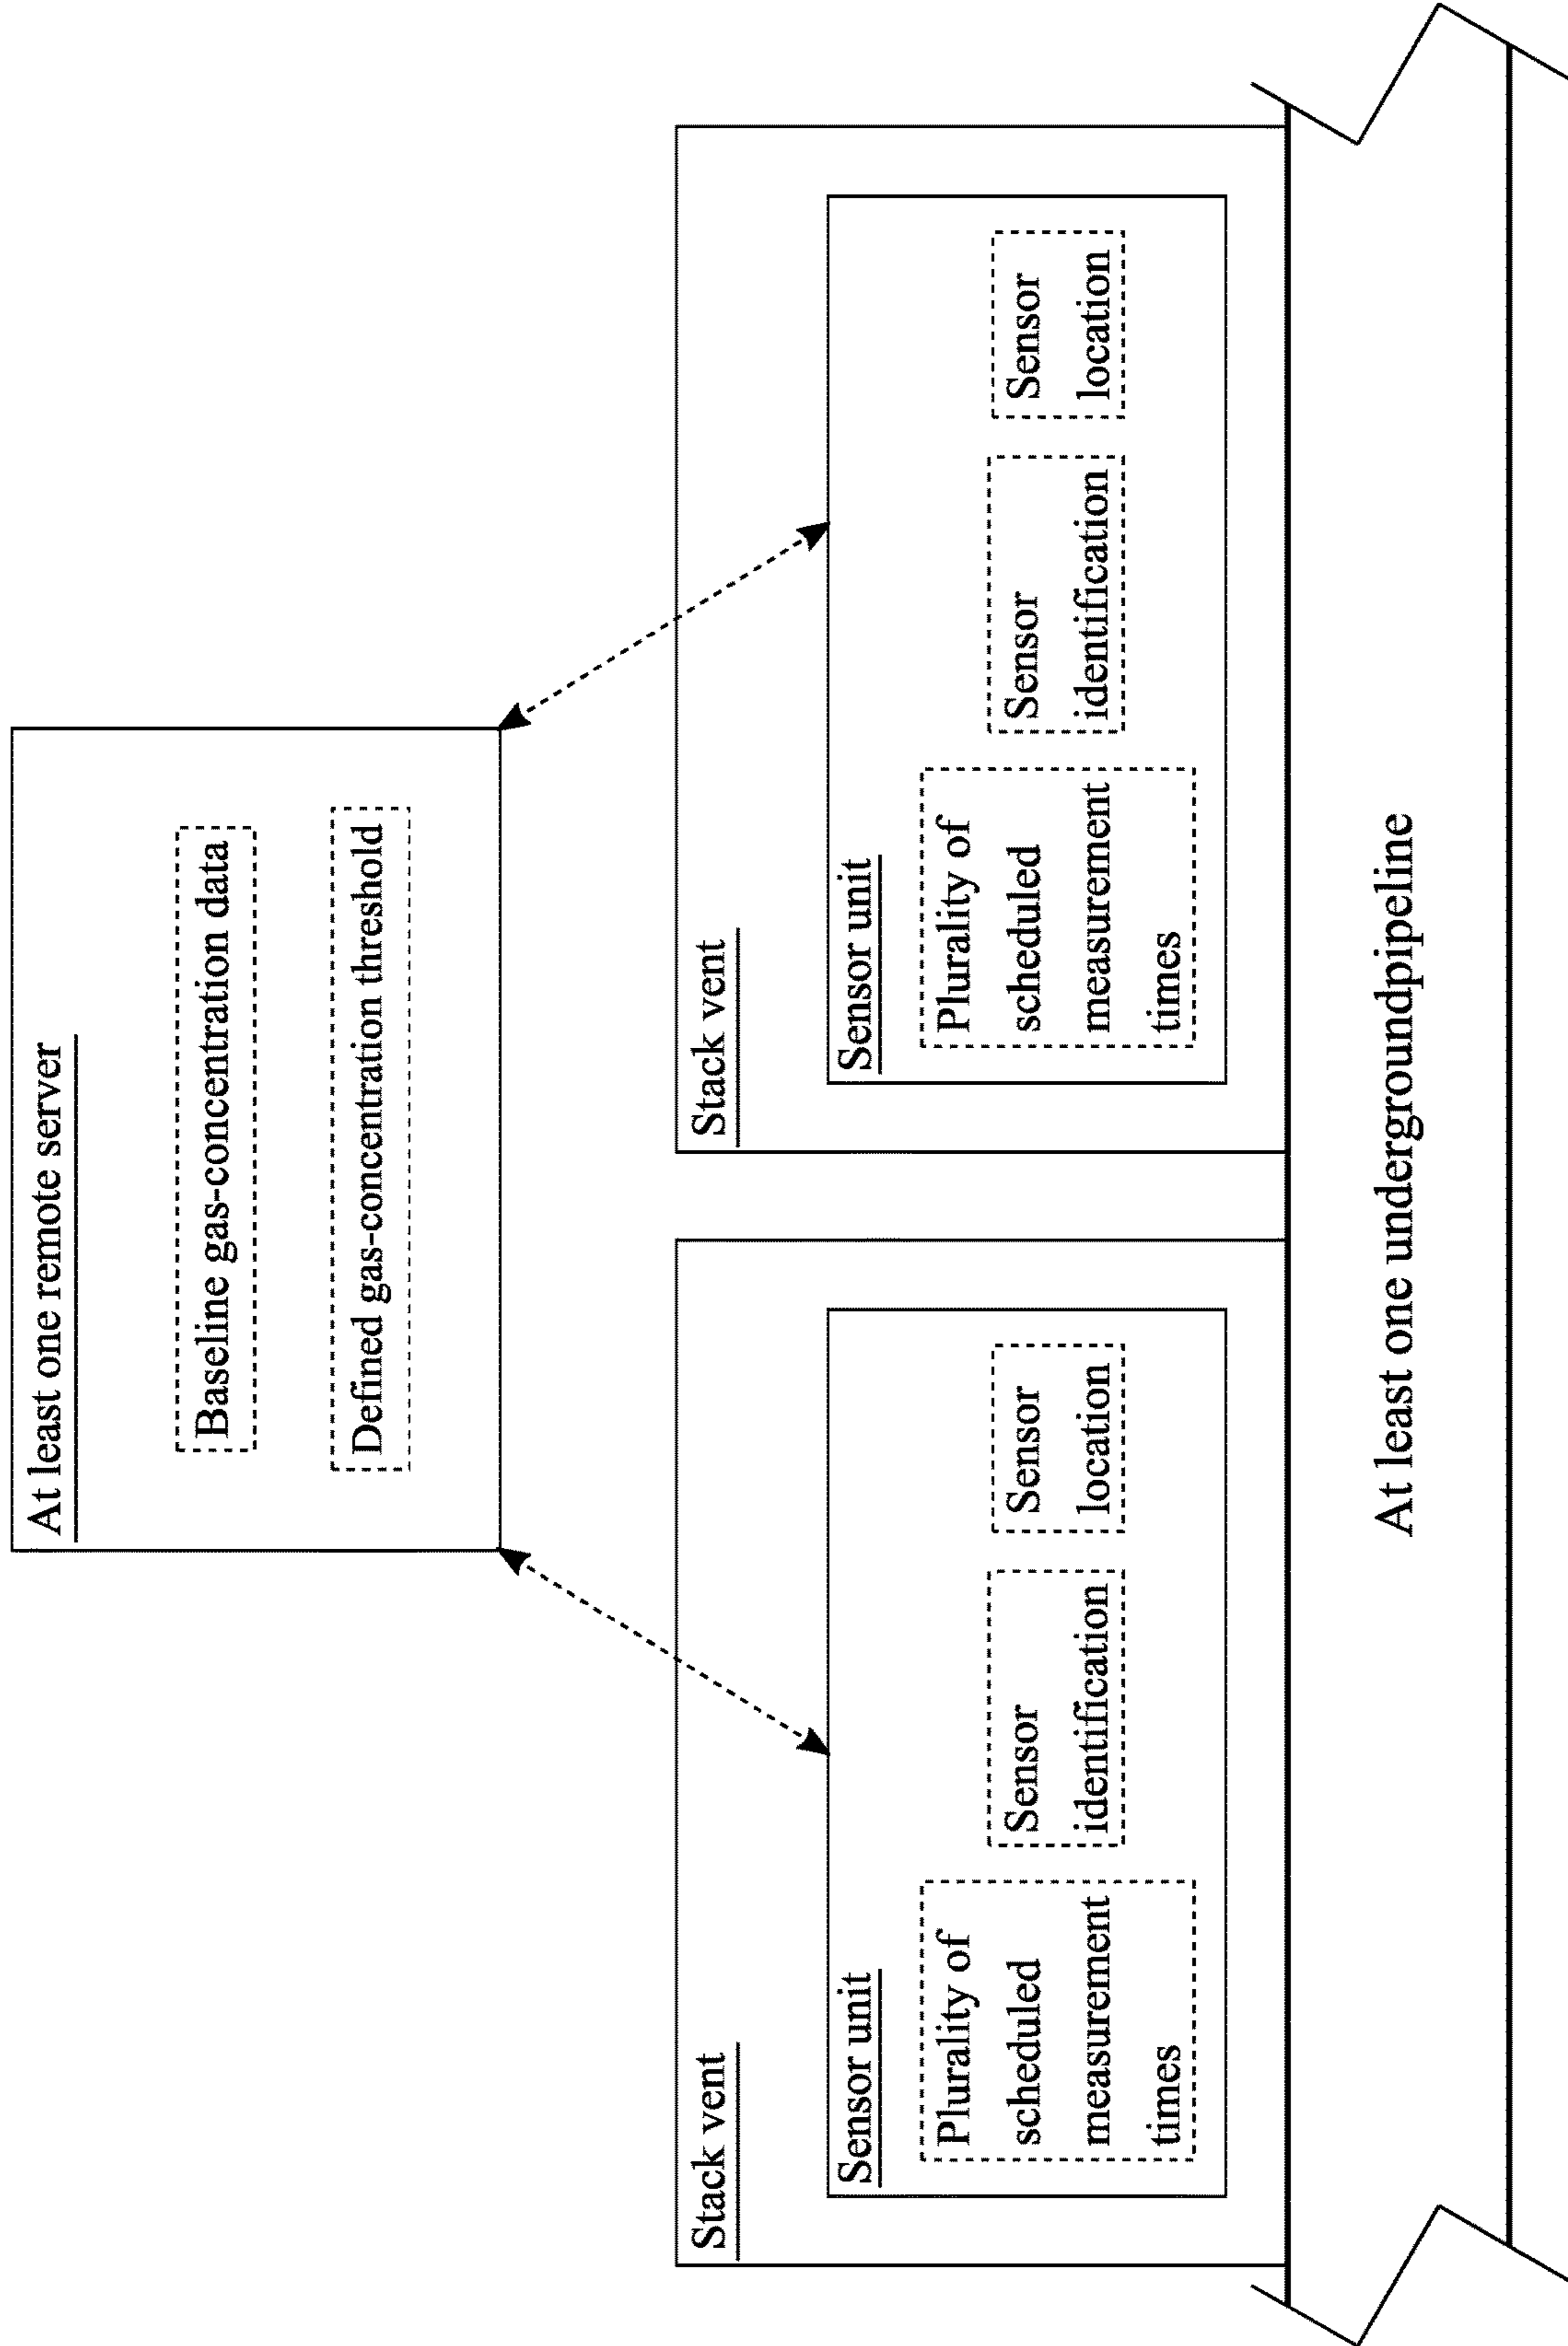 At least one remote server
Baseline gas-concentration data
Defined gas-concentration threshold
Stack vent
Sensor unit
Plurality of
scheduled
measurement
times
Sensor
identification
Sensor
location
Stack vent
Sensor unit
Plurality of
scheduled
measurement
times
Sensor
identification
Sensor
location
At least one undergroundpipeline